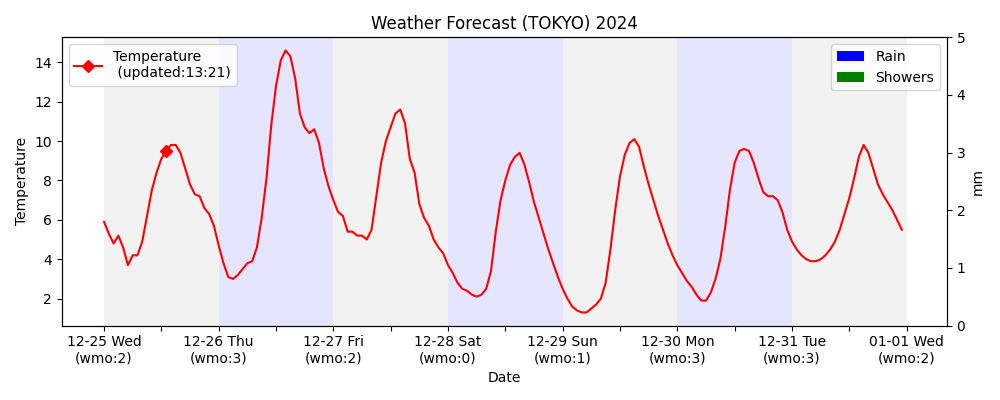 Weather Forecast (TOKYO) 2024
Temperature
(updated:13:21)
Rain
Showers
14
12
10
8
6
4
2
Temperature
5
4
3
2
1
0
mm
12-25 Wed
(wmo:2)
12-26 Thu
(wmo:3)
12-27 Fri
(wmo:2)
12-28 Sat
(wmo:0)
12-29 Sun
(wmo:1)
12-30 Mon
(wmo:3)
12-31 Tue
(wmo:3)
01-01 Wed
(wmo:2)
Date